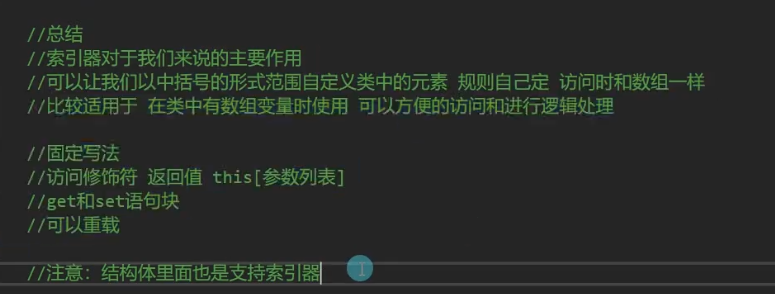 //总结
//索引器对于我们来说的主要作用
//可以让我们以中括号的形式范围自定义类中的元素 规则自己定 访问时和数组一样
//比较适用于 在类中有数组变量时使用 可以方便的访问和进行逻辑处理
//固定写法
//访问修饰符 返回值 this[参数列表]
//get和set语句块
//可以重载
//注意：结构体里面也是支持索引器